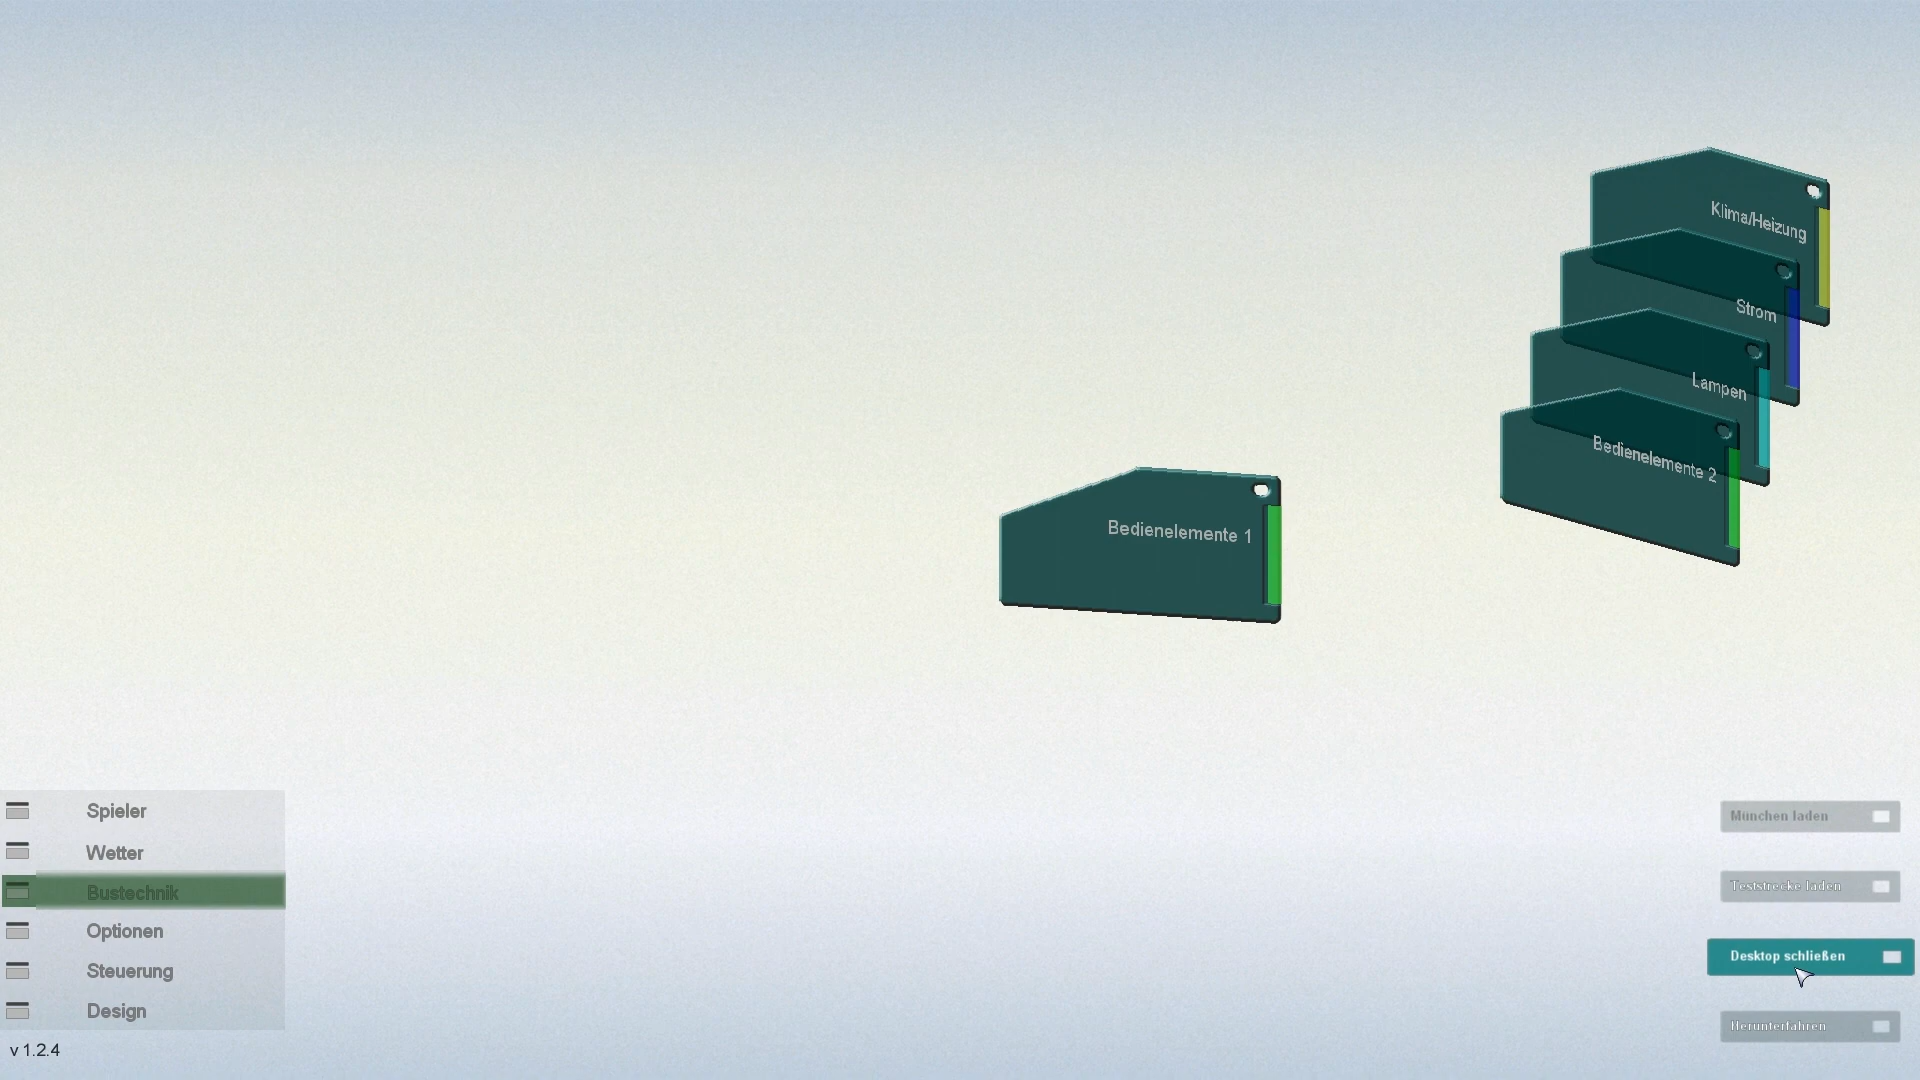 Klima/Heizung
Strom
Lampen
Bedienelemente 2
Bedienelemente 1
Spieler
Wetter
Bustechnik
Optionen
Steuerung
Design
v 1.2.4
München laden
Teststrecke laden
Desktop schließen
Herunterfahren